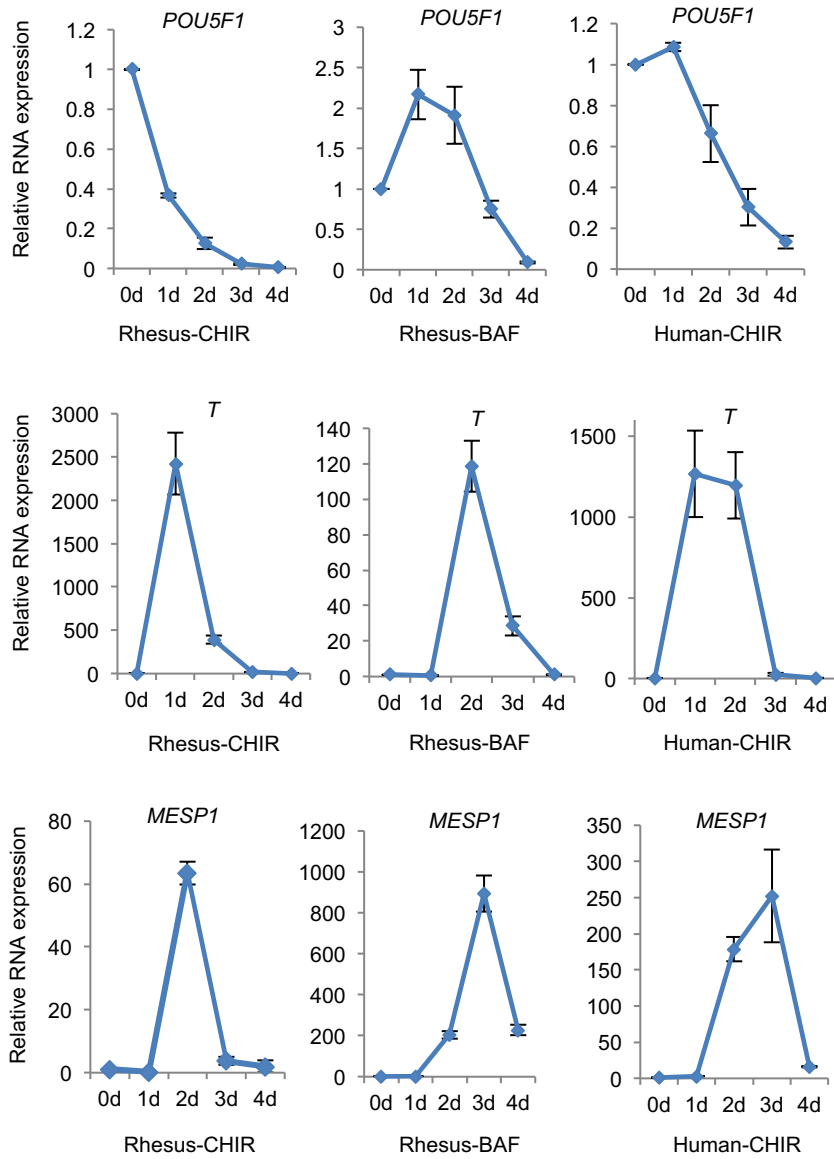 POU5F1 POU5F1 POU5F1
Relative RNA expression
1.2
1
0.8
0.6
0.4
0.2
0
0d 1d 2d 3d 4d
Rhesus-CHIR
3
2.5
2
1.5
1
0.5
0
0d 1d 2d 3d 4d
Rhesus-BAF
1.2
1
0.8
0.6
0.4
0.2
0
0d 1d 2d 3d 4d
Human-CHIR
T T T
Relative RNA expression
3000
2500
2000
1500
1000
500
0
0d 1d 2d 3d 4d
Rhesus-CHIR
140
120
100
80
60
40
20
0
0d 1d 2d 3d 4d
Rhesus-BAF
1500
1000
500
0
0d 1d 2d 3d 4d
Human-CHIR
MESP1 MESP1 MESP1
Relative RNA expression
80
60
40
20
0
0d 1d 2d 3d 4d
Rhesus-CHIR
1200
1000
800
600
400
200
0
0d 1d 2d 3d 4d
Rhesus-BAF
350
300
250
200
150
100
50
0
0d 1d 2d 3d 4d
Human-CHIR